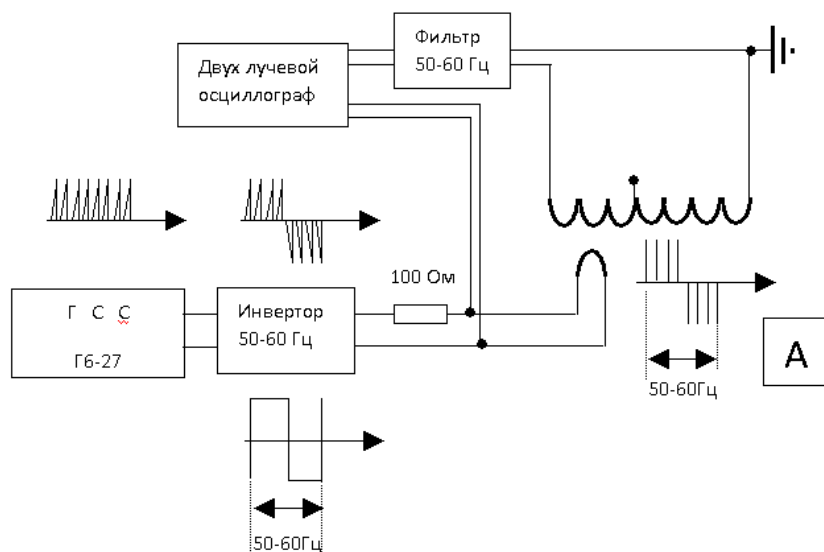 Фильтр
50-60 Гц
Двух лучевой
осциллограф
100 Ом
Г С С
Г6-27
Инвертор
50-60 Гц
50-60Гц
А
50-60Гц